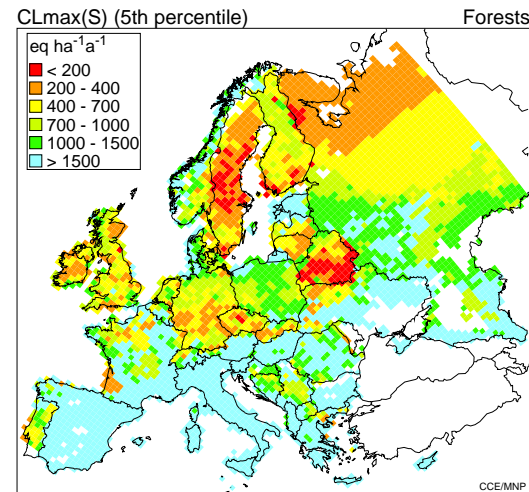 CLmax(S) (5th percentile) Forests
eq ha⁻¹a⁻¹
< 200
200 - 400
400 - 700
700 - 1000
1000 - 1500
> 1500
CCE/MNP